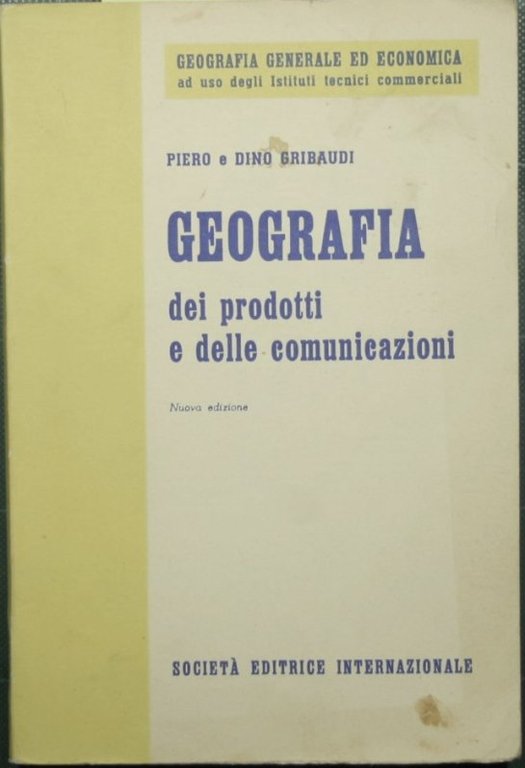 GEOGRAFIA GENERALE ED ECONOMICA
ad uso degli Istituti tecnici commerciali
PIERO e DINO GRIBAUDI
GEOGRAFIA
dei prodotti
e delle comunicazioni
Nuova edizione
SOCIETÀ EDITRICE INTERNAZIONALE